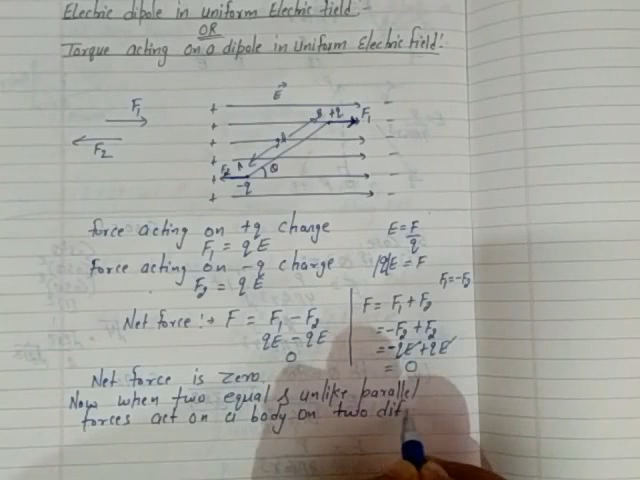 Electric dipole in uniform Electric field :-
OR
Torque acting on a dipole in uniform Electric field :
E
F₁
F₂
+q F₁
F₂
θ
-q
force acting on +q change
F₁ = qE
force acting on -q change
F₂ = qE
E = F/q
qE = F
F₁ = -F₂
Net force :→ F = F₁ - F₂
qE - qE
0
F = F₁ + F₂
= -F₂ + F₂
= -qE + qE
= 0
Net force is zero.
Now when two equal & unlike parallel
forces act on a body on two dif